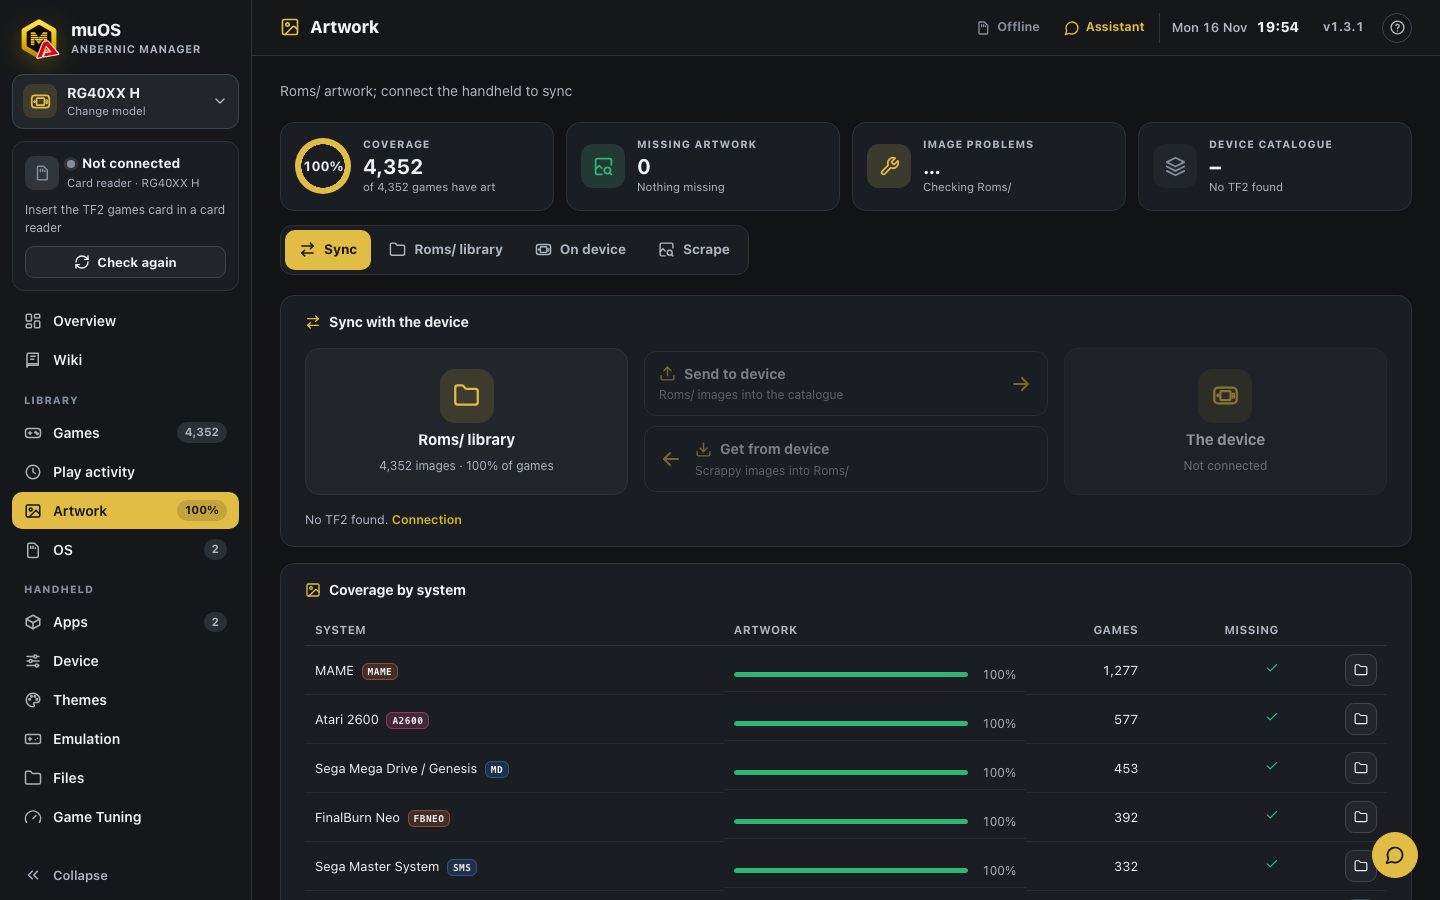 muOS
ANBERNIC MANAGER
RG40XX H
Change model
Not connected
Card reader · RG40XX H
Insert the TF2 games card in a card
reader
Check again
Overview
Wiki
LIBRARY
Games 4,352
Play activity
Artwork 100%
OS 2
HANDHELD
Apps 2
Device
Themes
Emulation
Files
Game Tuning
Collapse
Artwork
Offline Assistant Mon 16 Nov 19:54 v1.3.1
Roms/ artwork; connect the handheld to sync
100%
COVERAGE
4,352
of 4,352 games have art
MISSING ARTWORK
0
Nothing missing
IMAGE PROBLEMS
...
Checking Roms/
DEVICE CATALOGUE
–
No TF2 found
Sync Roms/ library On device Scrape
Sync with the device
Roms/ library
4,352 images · 100% of games
Send to device
Roms/ images into the catalogue
Get from device
Scrappy images into Roms/
The device
Not connected
No TF2 found. Connection
Coverage by system
SYSTEM ARTWORK GAMES MISSING
MAME MAME 100% 1,277
Atari 2600 A2600 100% 577
Sega Mega Drive / Genesis MD 100% 453
FinalBurn Neo FBNEO 100% 392
Sega Master System SMS 100% 332